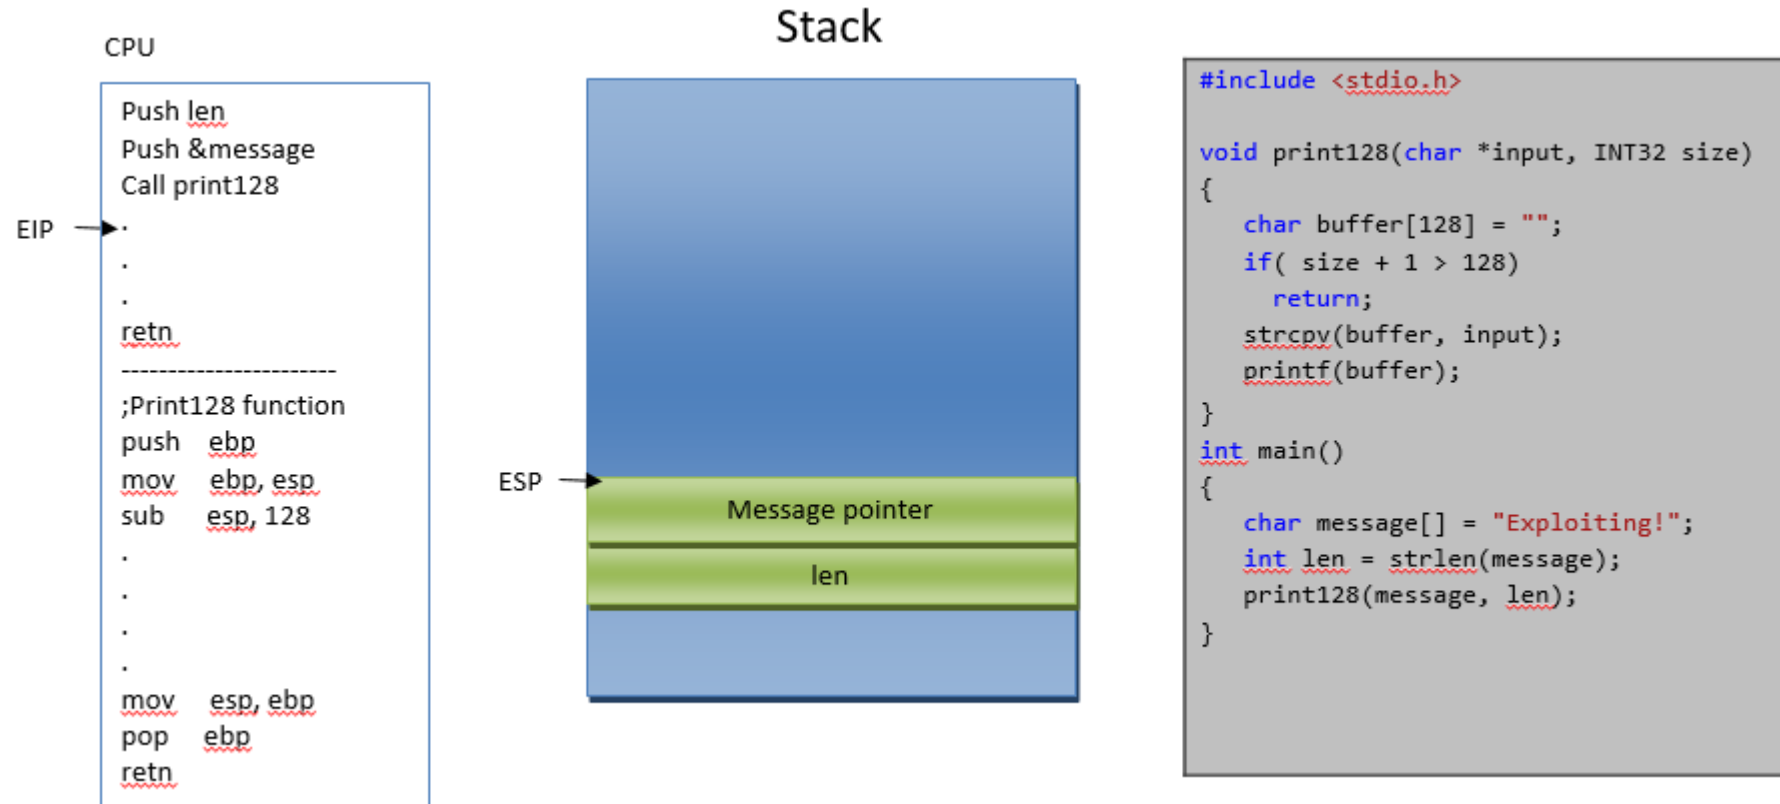 Stack
CPU
Push len
Push &message
Call print128
EIP
.
.
.
retn
-----------------------
;Print128 function
push ebp
mov ebp, esp
sub esp, 128
.
.
.
.
mov esp, ebp
pop ebp
retn
ESP
Message pointer
len
#include <stdio.h>
void print128(char *input, INT32 size)
{
char buffer[128] = "";
if( size + 1 > 128)
return;
strcpy(buffer, input);
printf(buffer);
}
int main()
{
char message[] = "Exploiting!";
int len = strlen(message);
print128(message, len);
}